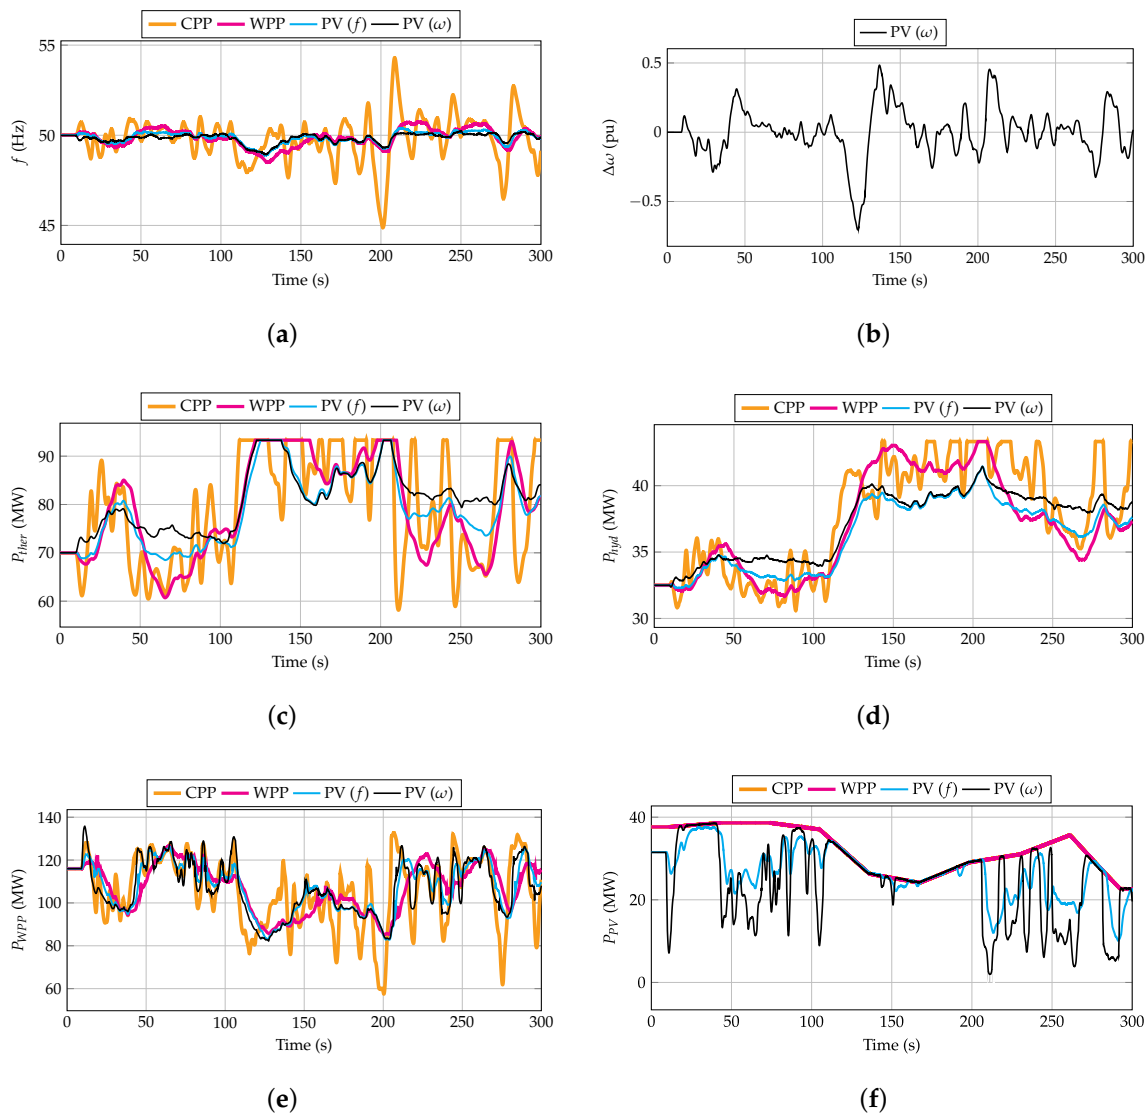 CPP WPP PV (f) PV (ω)
55
50
45
f (Hz)
0 50 100 150 200 250 300
Time (s)
(a)
PV (ω)
0.5
0
−0.5
Δω (pu)
0 50 100 150 200 250 300
Time (s)
(b)
CPP WPP PV (f) PV (ω)
90
80
70
60
P_ther (MW)
0 50 100 150 200 250 300
Time (s)
(c)
CPP WPP PV (f) PV (ω)
40
35
30
P_hyd (MW)
0 50 100 150 200 250 300
Time (s)
(d)
CPP WPP PV (f) PV (ω)
140
120
100
80
60
P_WPP (MW)
0 50 100 150 200 250 300
Time (s)
(e)
CPP WPP PV (f) PV (ω)
40
20
0
P_PV (MW)
0 50 100 150 200 250 300
Time (s)
(f)